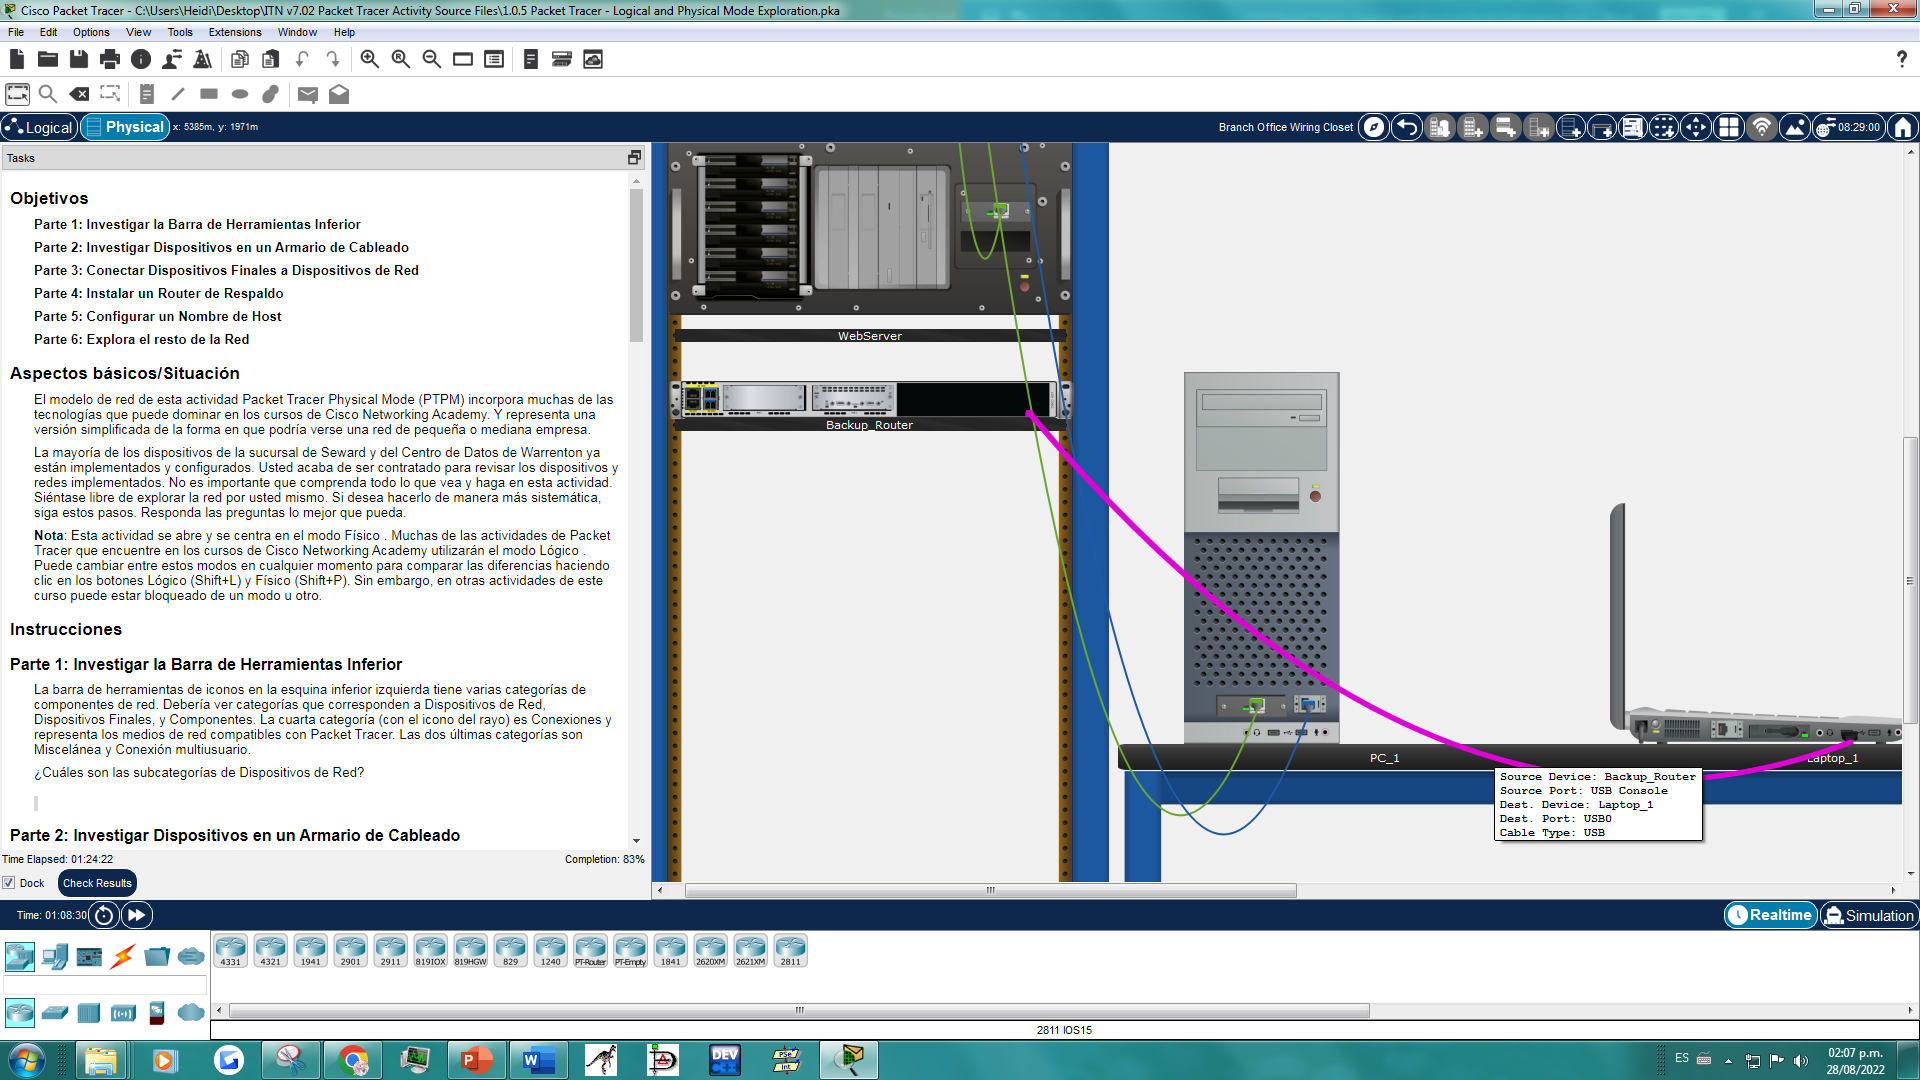 Cisco Packet Tracer - C:\Users\Heidi\Desktop\ITN v7.02 Packet Tracer Activity Source Files\1.0.5 Packet Tracer - Logical and Physical Mode Exploration.pka
File Edit Options View Tools Extensions Window Help
Logical Physical x: 5385m, y: 1971m Branch Office Wiring Closet 08:29:00
Tasks
Objetivos
Parte 1: Investigar la Barra de Herramientas Inferior
Parte 2: Investigar Dispositivos en un Armario de Cableado
Parte 3: Conectar Dispositivos Finales a Dispositivos de Red
Parte 4: Instalar un Router de Respaldo
Parte 5: Configurar un Nombre de Host
Parte 6: Explora el resto de la Red
Aspectos básicos/Situación
El modelo de red de esta actividad Packet Tracer Physical Mode (PTPM) incorpora muchas de las
tecnologías que puede dominar en los cursos de Cisco Networking Academy. Y representa una
versión simplificada de la forma en que podría verse una red de pequeña o mediana empresa.
La mayoría de los dispositivos de la sucursal de Seward y del Centro de Datos de Warrenton ya
están implementados y configurados. Usted acaba de ser contratado para revisar los dispositivos y
redes implementados. No es importante que comprenda todo lo que vea y haga en esta actividad.
Siéntase libre de explorar la red por usted mismo. Si desea hacerlo de manera más sistemática,
siga estos pasos. Responda las preguntas lo mejor que pueda.
Nota: Esta actividad se abre y se centra en el modo Físico . Muchas de las actividades de Packet
Tracer que encuentre en los cursos de Cisco Networking Academy utilizarán el modo Lógico .
Puede cambiar entre estos modos en cualquier momento para comparar las diferencias haciendo
clic en los botones Lógico (Shift+L) y Físico (Shift+P). Sin embargo, en otras actividades de este
curso puede estar bloqueado de un modo u otro.
Instrucciones
Parte 1: Investigar la Barra de Herramientas Inferior
La barra de herramientas de iconos en la esquina inferior izquierda tiene varias categorías de
componentes de red. Debería ver categorías que corresponden a Dispositivos de Red,
Dispositivos Finales, y Componentes. La cuarta categoría (con el icono del rayo) es Conexiones y
representa los medios de red compatibles con Packet Tracer. Las dos últimas categorías son
Miscelánea y Conexión multiusuario.
¿Cuáles son las subcategorías de Dispositivos de Red?
Parte 2: Investigar Dispositivos en un Armario de Cableado
Time Elapsed: 01:24:22 Completion: 83%
Dock Check Results
WebServer
Backup_Router
PC_1
Laptop_1
Source Device: Backup_Router
Source Port: USB Console
Dest. Device: Laptop_1
Dest. Port: USB0
Cable Type: USB
Time: 01:08:30 Realtime Simulation
4331 4321 1941 2901 2911 819IOX 819HGW 829 1240 PT-Router PT-Empty 1841 2620XM 2621XM 2811
2811 IOS15
DEV C++
PSe
int
ES
02:07 p.m.
28/08/2022